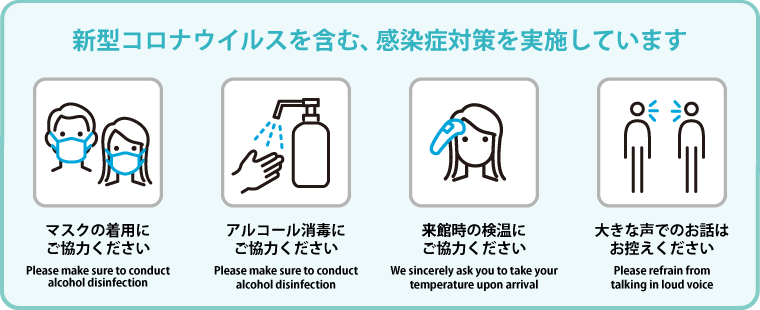 新型コロナウイルスを含む、感染症対策を実施しています
マスクの着用に
ご協力ください
Please make sure to conduct
alcohol disinfection
アルコール消毒に
ご協力ください
Please make sure to conduct
alcohol disinfection
来館時の検温に
ご協力ください
We sincerely ask you to take your
temperature upon arrival
大きな声でのお話は
お控えください
Please refrain from
talking in loud voice